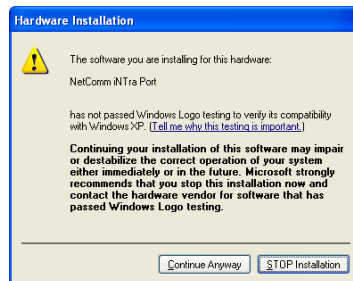 Hardware Installation
The software you are installing for this hardware:
NetComm iNTra Port
has not passed Windows Logo testing to verify its compatibility
with Windows XP. (Tell me why this testing is important.)
Continuing your installation of this software may impair
or destabilize the correct operation of your system
either immediately or in the future. Microsoft strongly
recommends that you stop this installation now and
contact the hardware vendor for software that has
passed Windows Logo testing.
Continue Anyway
STOP Installation